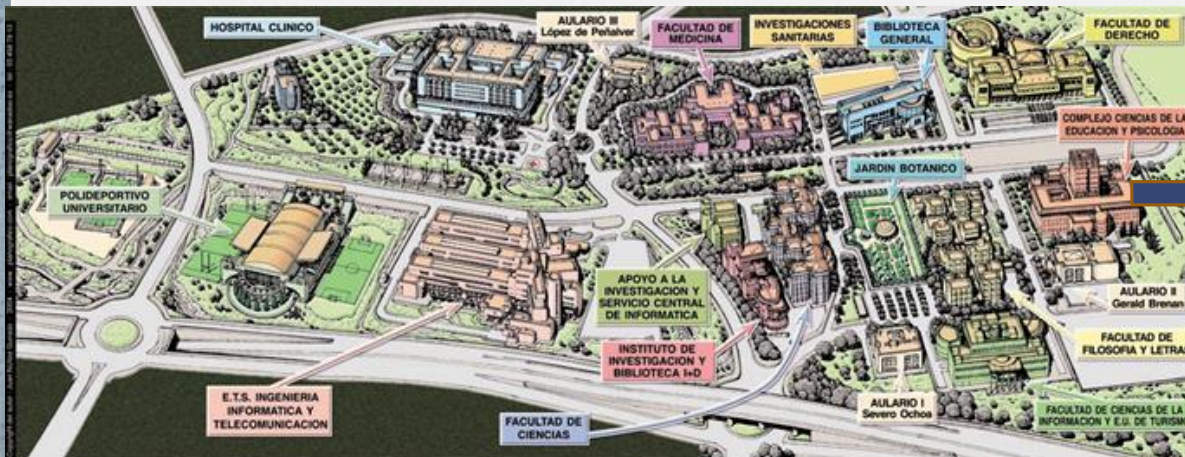 HOSPITAL CLINICO
AULARIO III
López de Peñalver
FACULTAD DE
MEDICINA
INVESTIGACIONES
SANITARIAS
BIBLIOTECA
GENERAL
FACULTAD DE
DERECHO
COMPLEJO CIENCIAS DE LA
EDUCACION Y PSICOLOGIA
POLIDEPORTIVO
UNIVERSITARIO
JARDIN BOTANICO
APOYO A LA
INVESTIGACION Y
SERVICIO CENTRAL
DE INFORMATICA
AULARIO II
Gerald Brenan
INSTITUTO DE
INVESTIGACION Y
BIBLIOTECA I+D
FACULTAD DE
FILOSOFIA Y LETRA
E.T.S. INGENIERIA
INFORMATICA Y
TELECOMUNICACION
FACULTAD DE
CIENCIAS
AULARIO I
Severo Ochoa
FACULTAD DE CIENCIAS DE LA
INFORMACION Y E.U. DE TURISMO